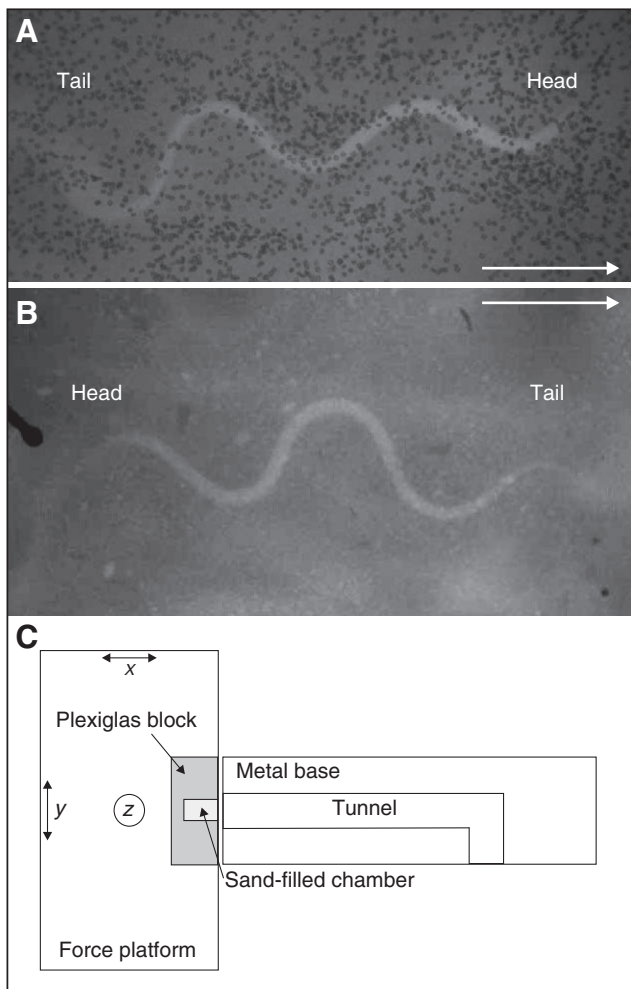 A
Tail
Head
B
Head
Tail
C
x
Plexiglas block
Metal base
y
z
Tunnel
Sand-filled chamber
Force platform